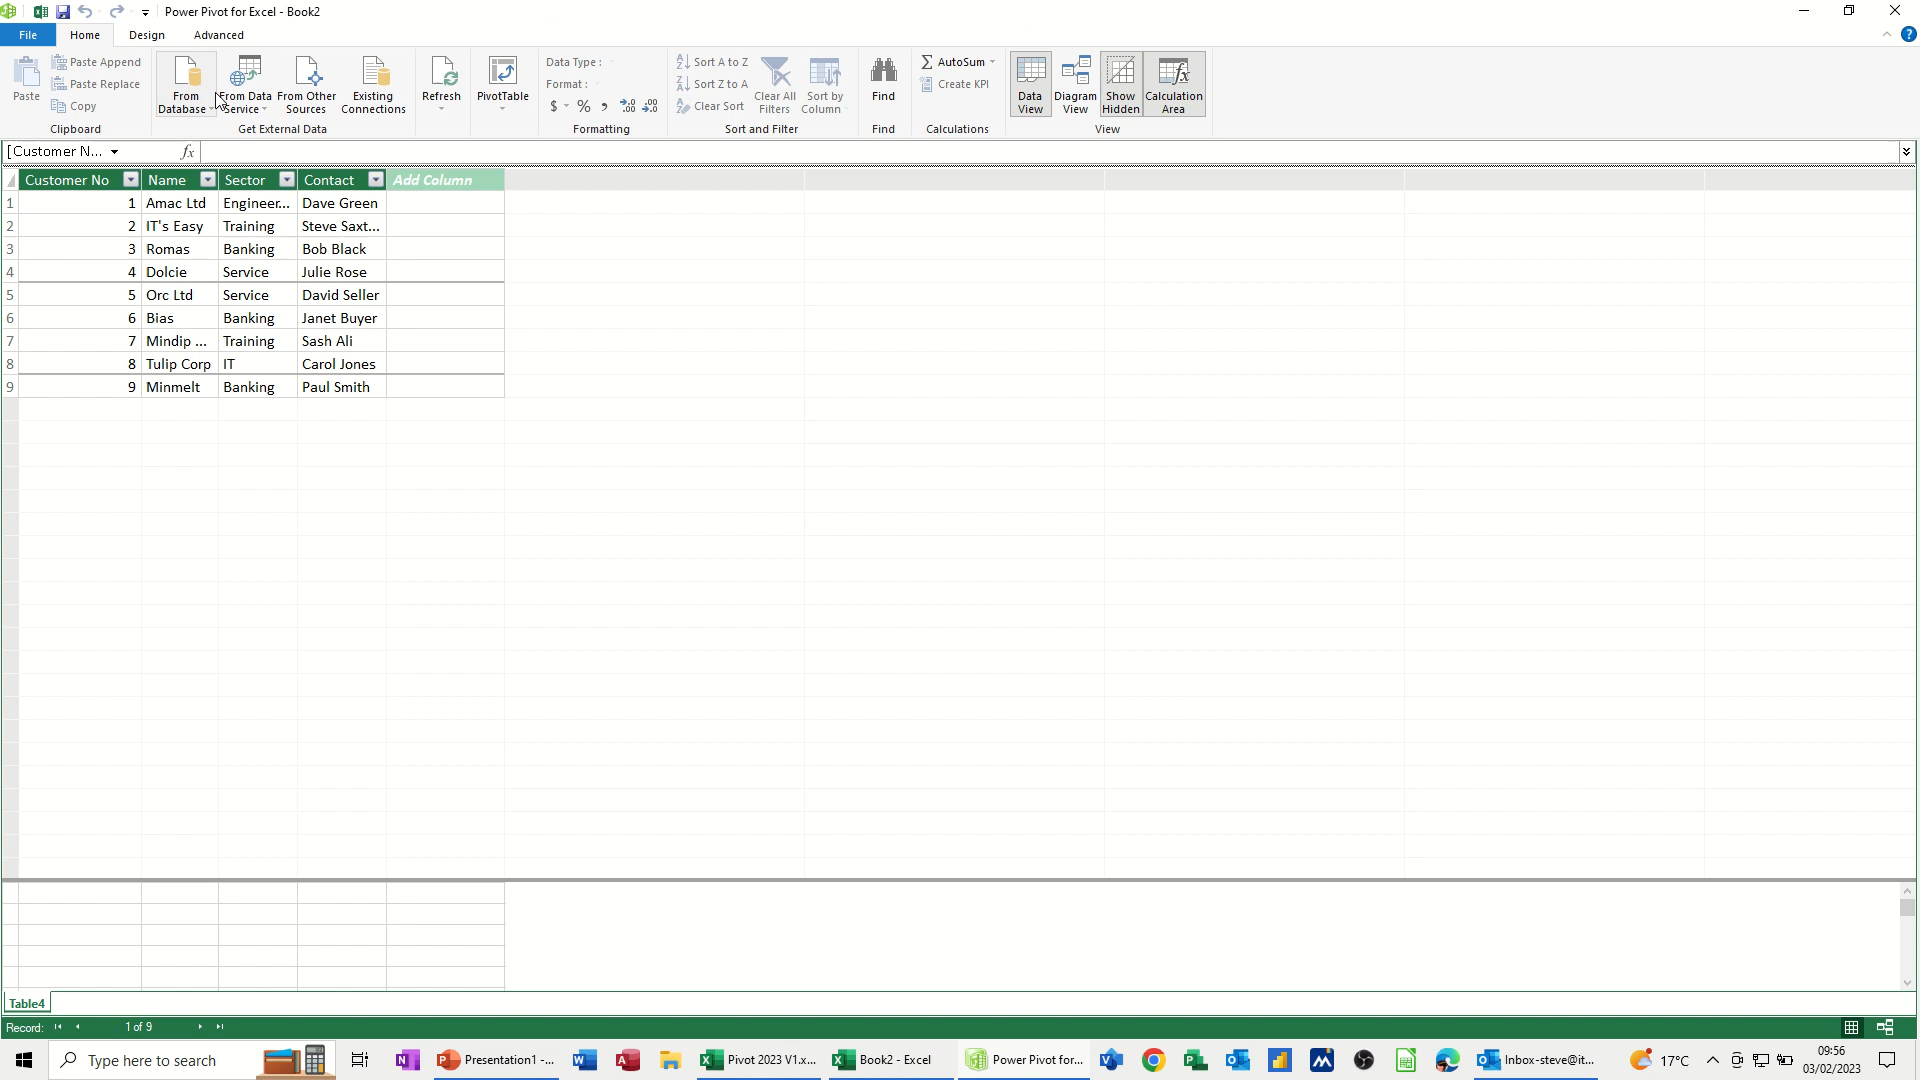 Power Pivot for Excel - Book2
File Home Design Advanced
Paste
Paste Append
Paste Replace
Copy
Clipboard
From Database
From Data Service
From Other Sources
Existing Connections
Get External Data
Refresh
PivotTable
Data Type :
Format :
$ % ,
Formatting
Sort A to Z
Sort Z to A
Clear Sort
Clear All Filters
Sort by Column
Sort and Filter
Find
Find
AutoSum
Create KPI
Calculations
Data View
Diagram View
Show Hidden
Calculation Area
View
[Customer N... fx
Customer No Name Sector Contact Add Column
1 1 Amac Ltd Engineer... Dave Green
2 2 IT's Easy Training Steve Saxt...
3 3 Romas Banking Bob Black
4 4 Dolcie Service Julie Rose
5 5 Orc Ltd Service David Seller
6 6 Bias Banking Janet Buyer
7 7 Mindip ... Training Sash Ali
8 8 Tulip Corp IT Carol Jones
9 9 Minmelt Banking Paul Smith
Table4
Record: 1 of 9
Type here to search
Presentation1 -...
Pivot 2023 V1.x...
Book2 - Excel
Power Pivot for...
Inbox-steve@it...
17°C
09:56
03/02/2023